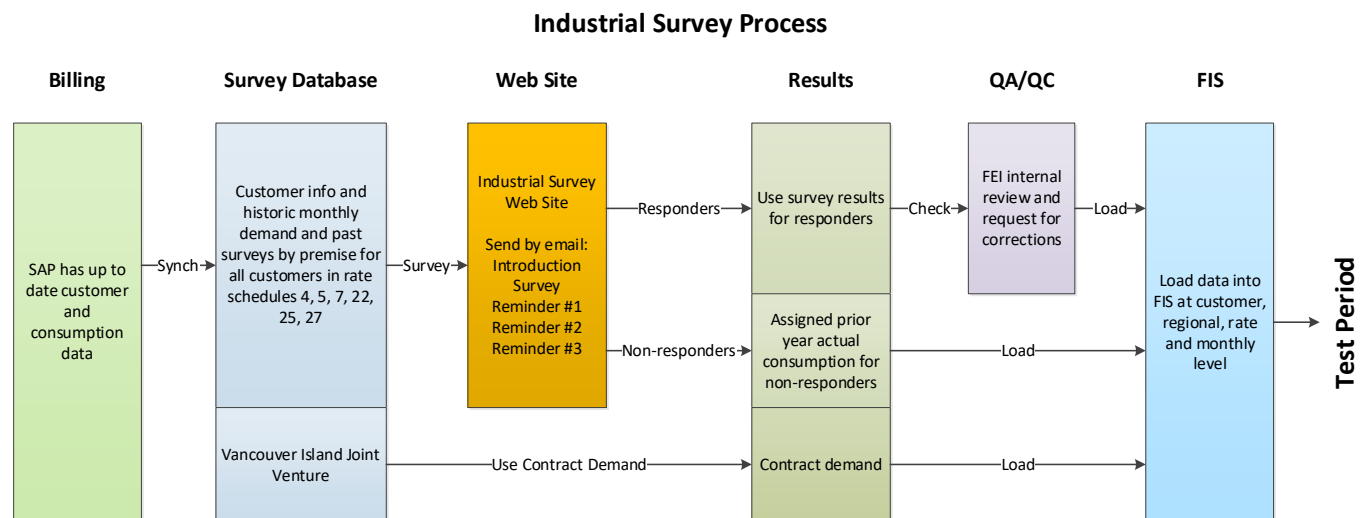 Industrial Survey Process
Billing
Survey Database
Web Site
Results
QA/QC
FIS
SAP has up to
date customer
and
consumption
data
Synch
Customer info and
historic monthly
demand and past
surveys by premise for
all customers in rate
schedules 4, 5, 7, 22,
25, 27
Survey
Industrial Survey
Web Site
Send by email:
Introduction
Survey
Reminder #1
Reminder #2
Reminder #3
Responders
Use survey results
for responders
Check
FEI internal
review and
request for
corrections
Load
Non-responders
Assigned prior
year actual
consumption for
non-responders
Load
Vancouver Island Joint
Venture
Use Contract Demand
Contract demand
Load
Load data into
FIS at customer,
regional, rate
and monthly
level
Test Period